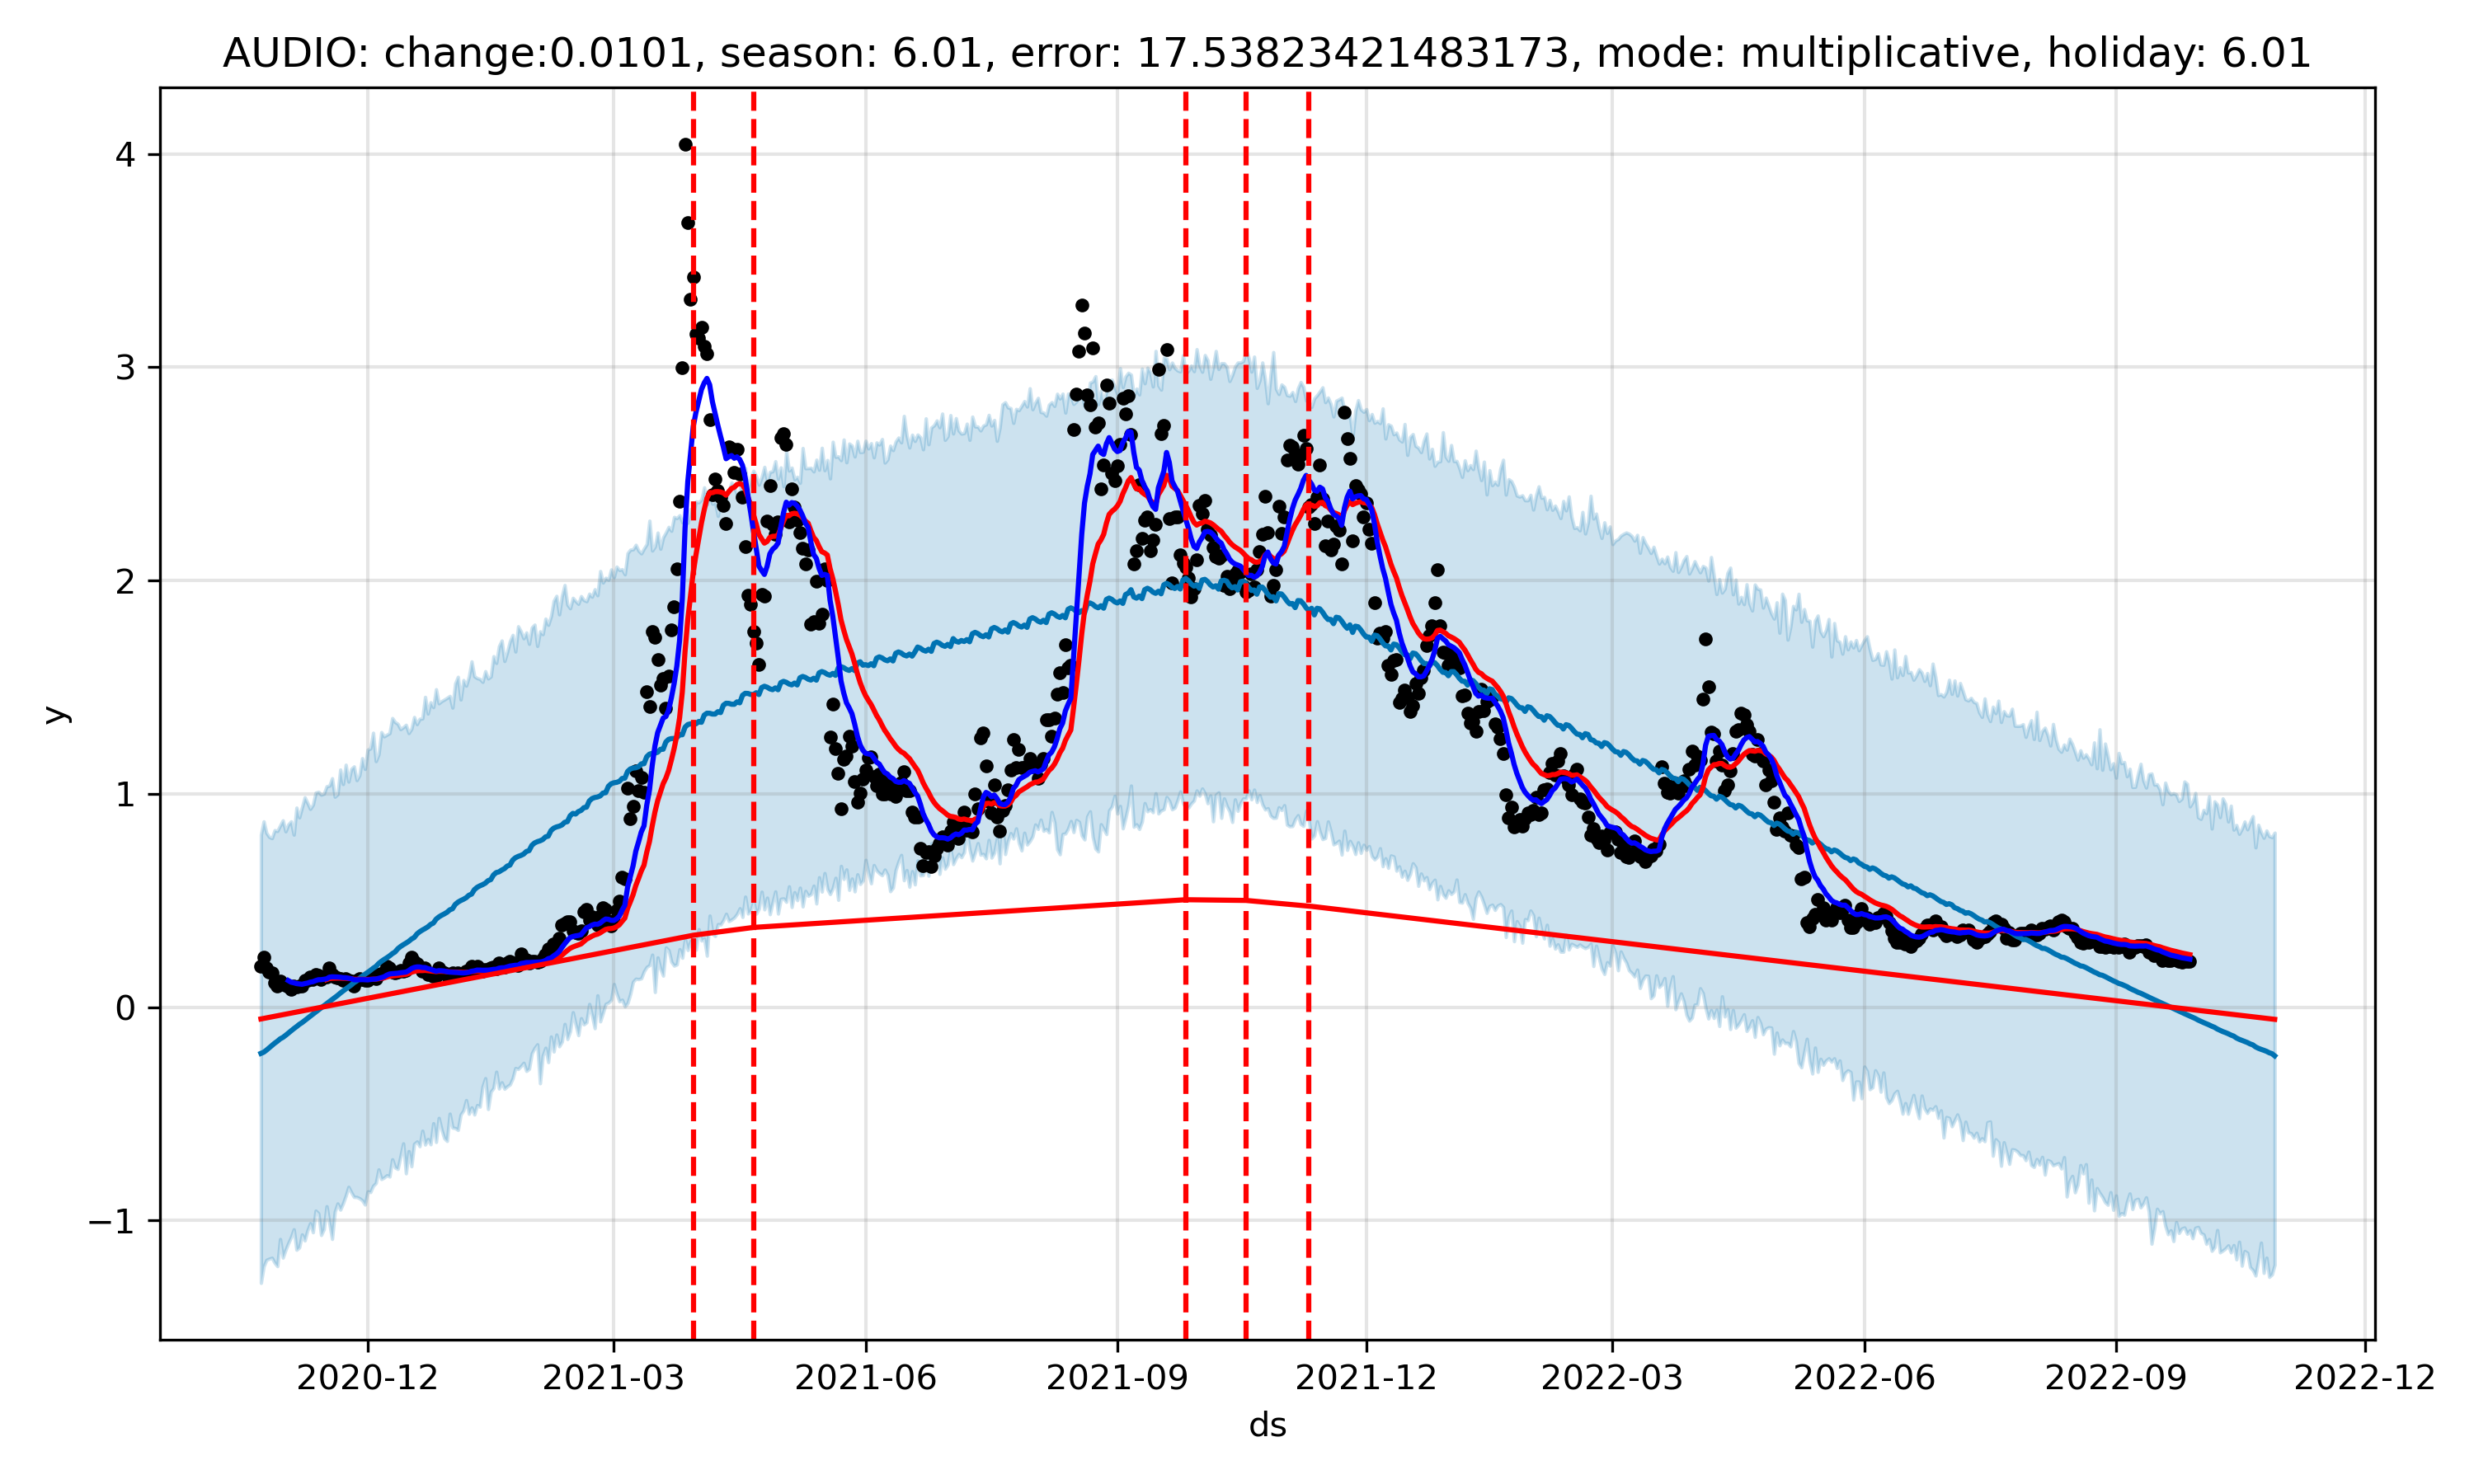 AUDIO: change:0.0101, season: 6.01, error: 17.53823421483173, mode: multiplicative, holiday: 6.01
4
3
2
1
0
−1
y
2020-12 2021-03 2021-06 2021-09 2021-12 2022-03 2022-06 2022-09 2022-12
ds